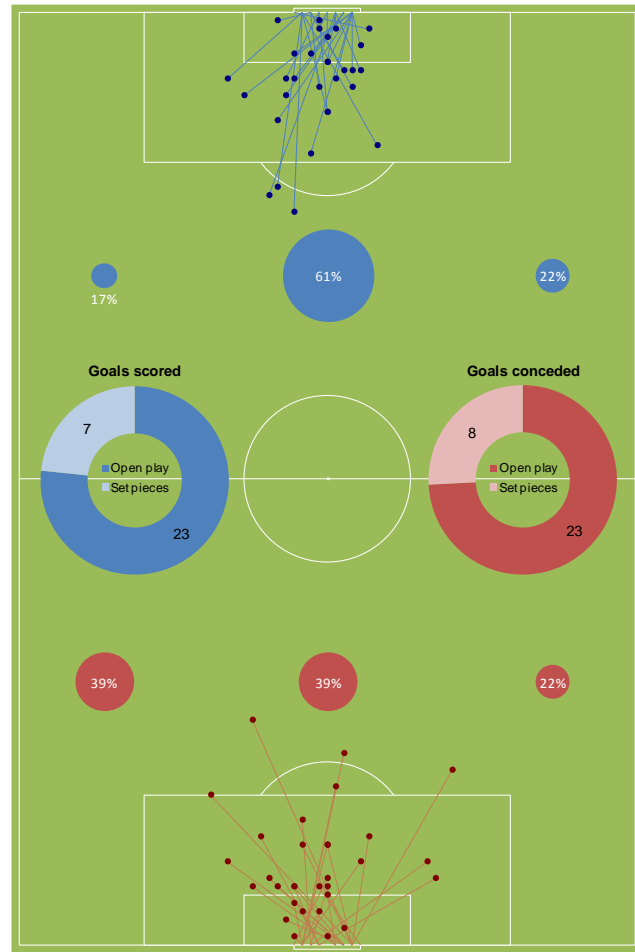 61%
22%
17%
Goals scored
Goals conceded
7
8
Open play
Open play
Set pieces
Set pieces
23
23
39%
39%
22%